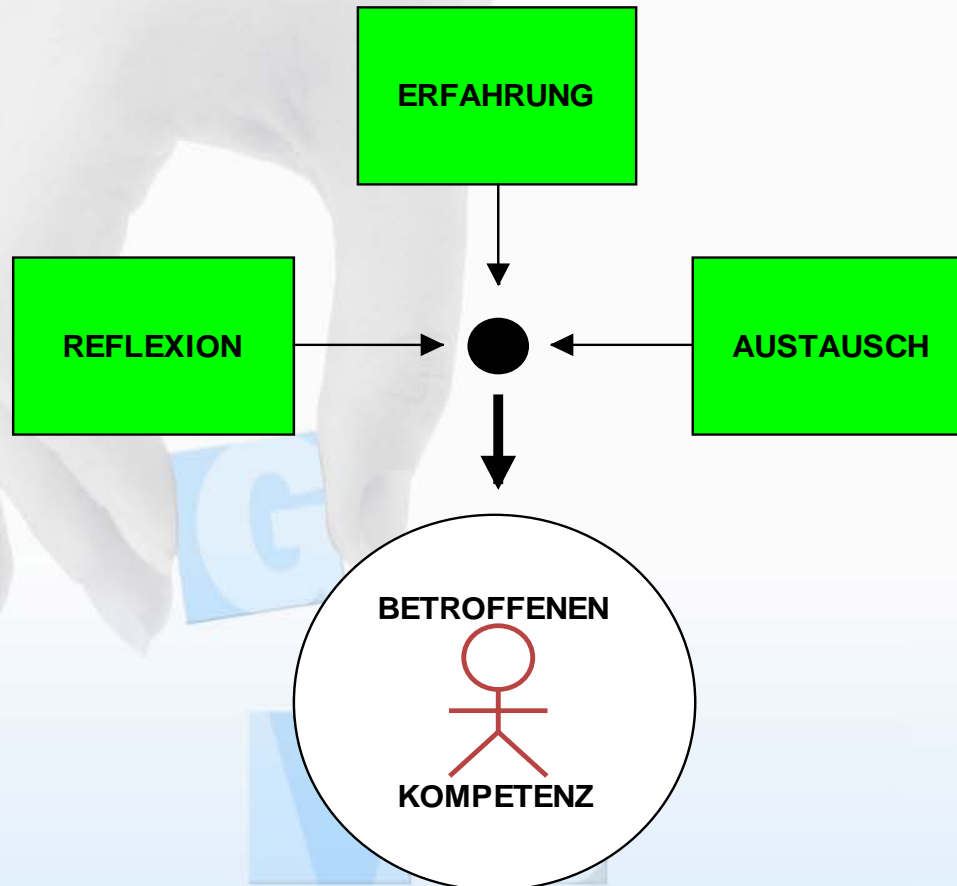 ERFAHRUNG
REFLEXION
AUSTAUSCH
BETROFFENEN
KOMPETENZ
G